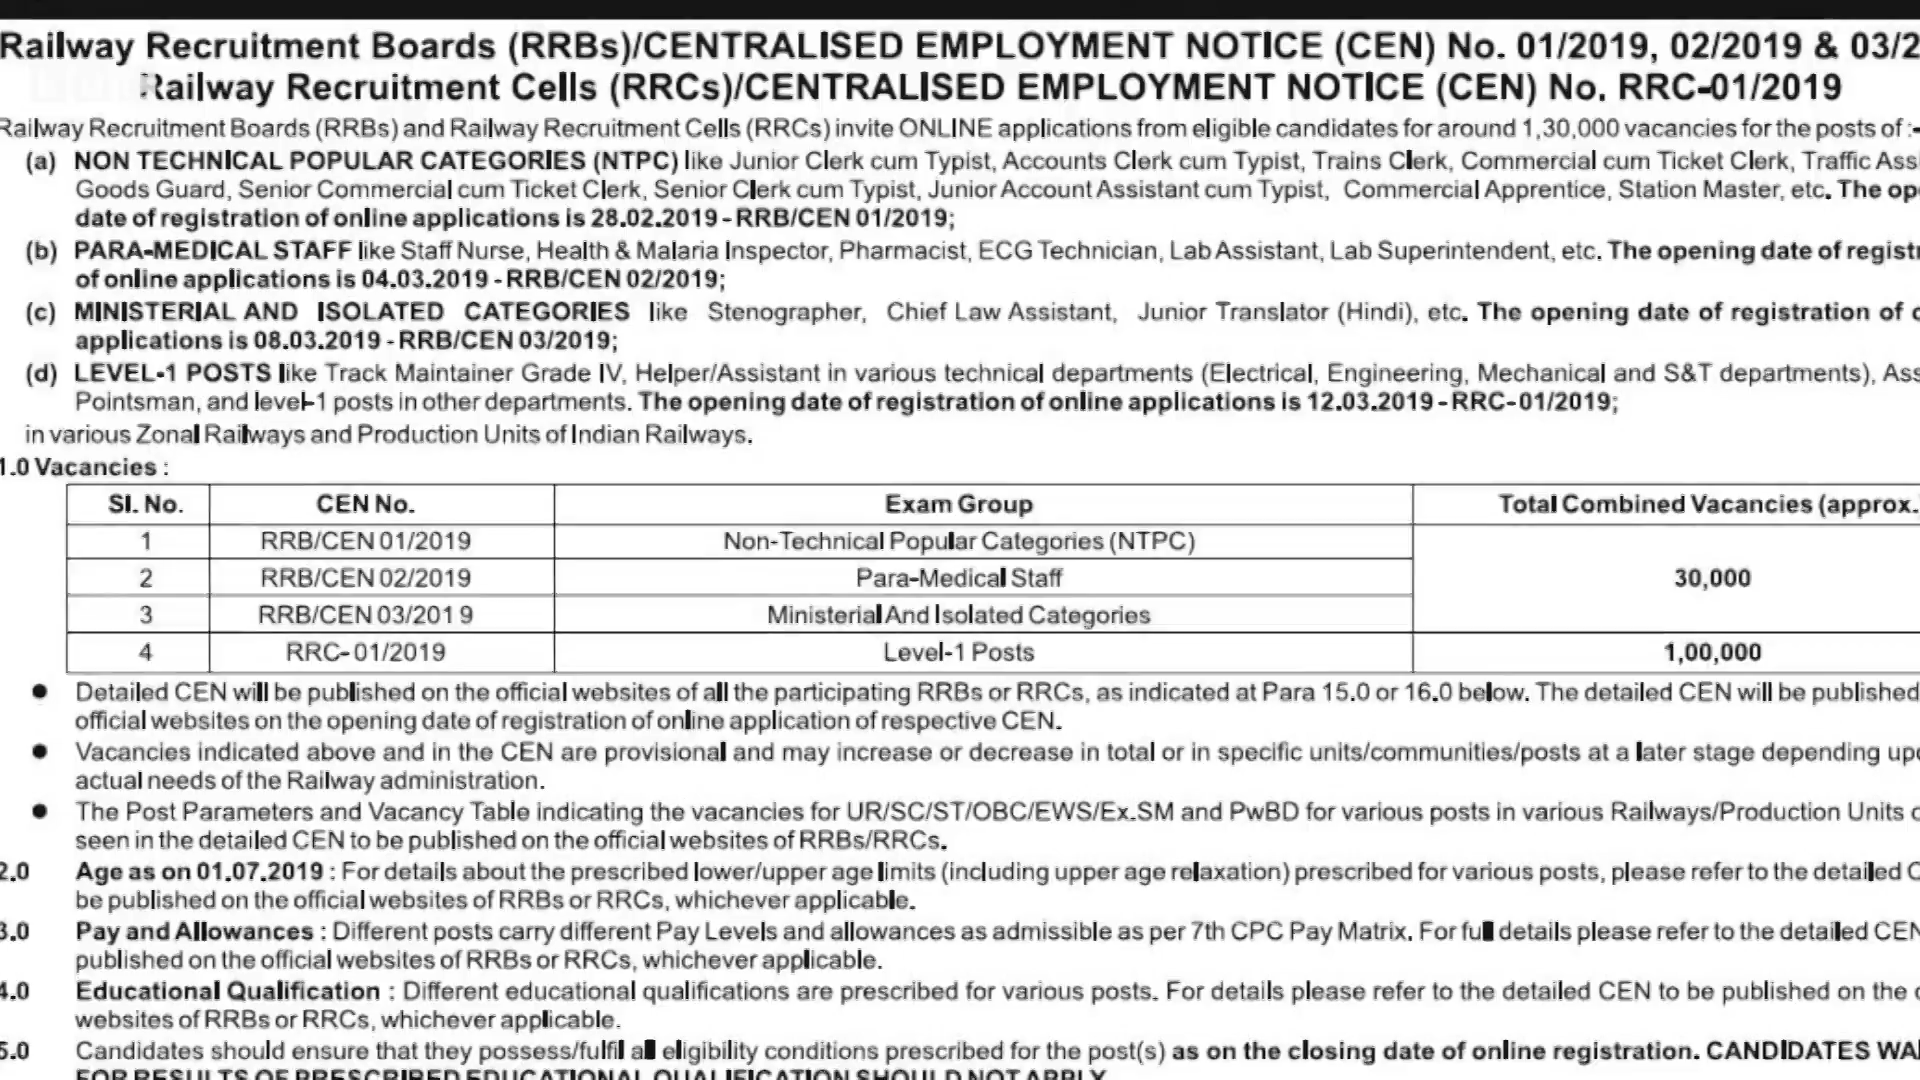 Railway Recruitment Boards (RRBs)/CENTRALISED EMPLOYMENT NOTICE (CEN) No. 01/2019, 02/2019 & 03/2
Railway Recruitment Cells (RRCs)/CENTRALISED EMPLOYMENT NOTICE (CEN) No. RRC-01/2019
Railway Recruitment Boards (RRBs) and Railway Recruitment Cells (RRCs) invite ONLINE applications from eligible candidates for around 1,30,000 vacancies for the posts of :-
(a) NON TECHNICAL POPULAR CATEGORIES (NTPC) like Junior Clerk cum Typist, Accounts Clerk cum Typist, Trains Clerk, Commercial cum Ticket Clerk, Traffic Assi
Goods Guard, Senior Commercial cum Ticket Clerk, Senior Clerk cum Typist, Junior Account Assistant cum Typist, Commercial Apprentice, Station Master, etc. The ope
date of registration of online applications is 28.02.2019 - RRB/CEN 01/2019;
(b) PARA-MEDICAL STAFF like Staff Nurse, Health & Malaria Inspector, Pharmacist, ECG Technician, Lab Assistant, Lab Superintendent, etc. The opening date of registr
of online applications is 04.03.2019 - RRB/CEN 02/2019;
(c) MINISTERIAL AND ISOLATED CATEGORIES like Stenographer, Chief Law Assistant, Junior Translator (Hindi), etc. The opening date of registration of o
applications is 08.03.2019 - RRB/CEN 03/2019;
(d) LEVEL-1 POSTS like Track Maintainer Grade IV, Helper/Assistant in various technical departments (Electrical, Engineering, Mechanical and S&T departments), Ass
Pointsman, and level-1 posts in other departments. The opening date of registration of online applications is 12.03.2019 - RRC- 01/2019;
in various Zonal Railways and Production Units of Indian Railways.
1.0 Vacancies :
Sl. No. CEN No. Exam Group Total Combined Vacancies (approx.)
1 RRB/CEN 01/2019 Non-Technical Popular Categories (NTPC)
2 RRB/CEN 02/2019 Para-Medical Staff 30,000
3 RRB/CEN 03/2019 Ministerial And Isolated Categories
4 RRC- 01/2019 Level-1 Posts 1,00,000
● Detailed CEN will be published on the official websites of all the participating RRBs or RRCs, as indicated at Para 15.0 or 16.0 below. The detailed CEN will be published
official websites on the opening date of registration of online application of respective CEN.
● Vacancies indicated above and in the CEN are provisional and may increase or decrease in total or in specific units/communities/posts at a later stage depending upo
actual needs of the Railway administration.
● The Post Parameters and Vacancy Table indicating the vacancies for UR/SC/ST/OBC/EWS/Ex.SM and PwBD for various posts in various Railways/Production Units c
seen in the detailed CEN to be published on the official websites of RRBs/RRCs.
2.0 Age as on 01.07.2019 : For details about the prescribed lower/upper age limits (including upper age relaxation) prescribed for various posts, please refer to the detailed C
be published on the official websites of RRBs or RRCs, whichever applicable.
3.0 Pay and Allowances : Different posts carry different Pay Levels and allowances as admissible as per 7th CPC Pay Matrix. For full details please refer to the detailed CEN
published on the official websites of RRBs or RRCs, whichever applicable.
4.0 Educational Qualification : Different educational qualifications are prescribed for various posts. For details please refer to the detailed CEN to be published on the o
websites of RRBs or RRCs, whichever applicable.
5.0 Candidates should ensure that they possess/fulfil all eligibility conditions prescribed for the post(s) as on the closing date of online registration. CANDIDATES WAI
FOR RESULTS OF PRESCRIBED EDUCATIONAL QUALIFICATION SHOULD NOT APPLY.